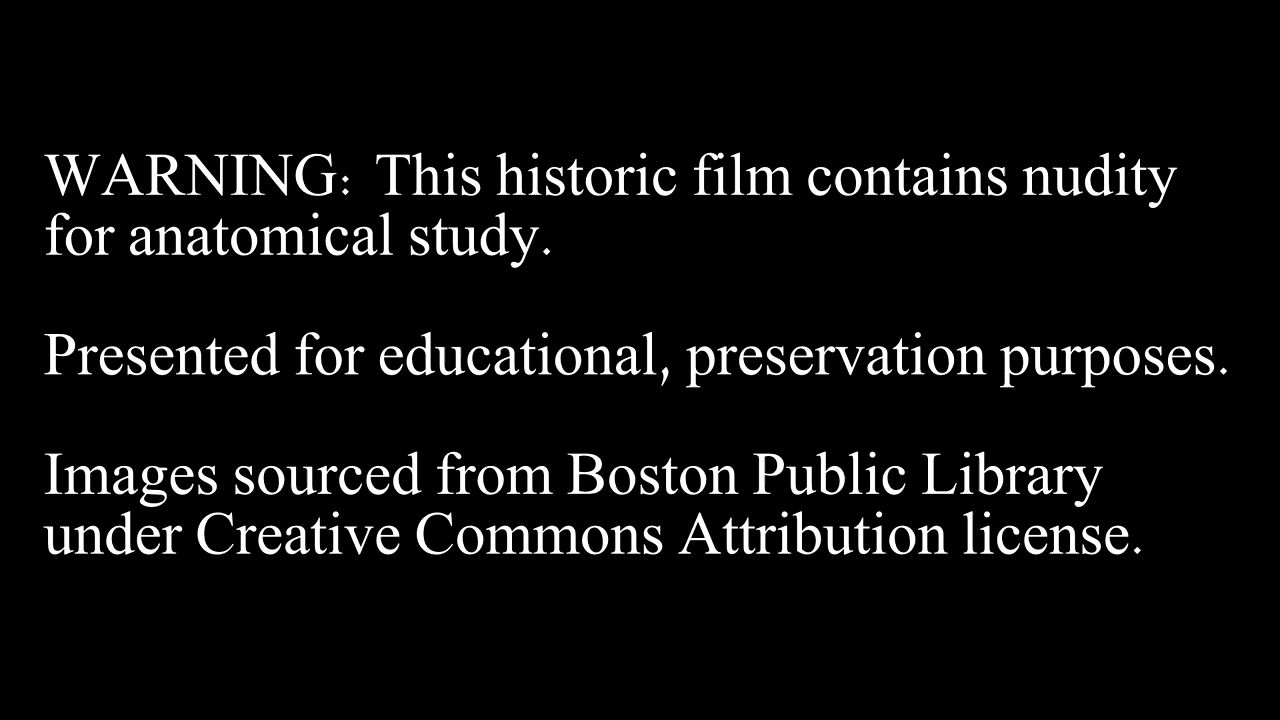 WARNING: This historic film contains nudity
for anatomical study.
Presented for educational, preservation purposes.
Images sourced from Boston Public Library
under Creative Commons Attribution license.